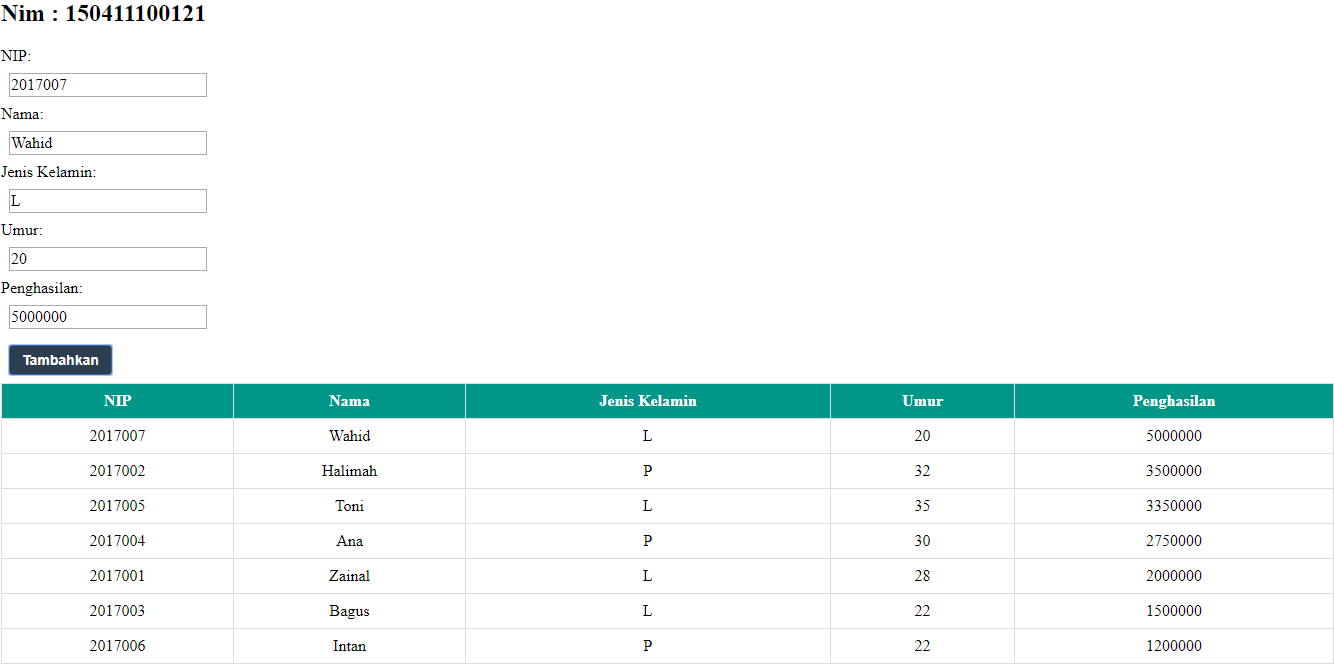 Nim : 150411100121
NIP:
2017007
Nama:
Wahid
Jenis Kelamin:
L
Umur:
20
Penghasilan:
5000000
Tambahkan
NIP Nama Jenis Kelamin Umur Penghasilan
2017007 Wahid L 20 5000000
2017002 Halimah P 32 3500000
2017005 Toni L 35 3350000
2017004 Ana P 30 2750000
2017001 Zainal L 28 2000000
2017003 Bagus L 22 1500000
2017006 Intan P 22 1200000